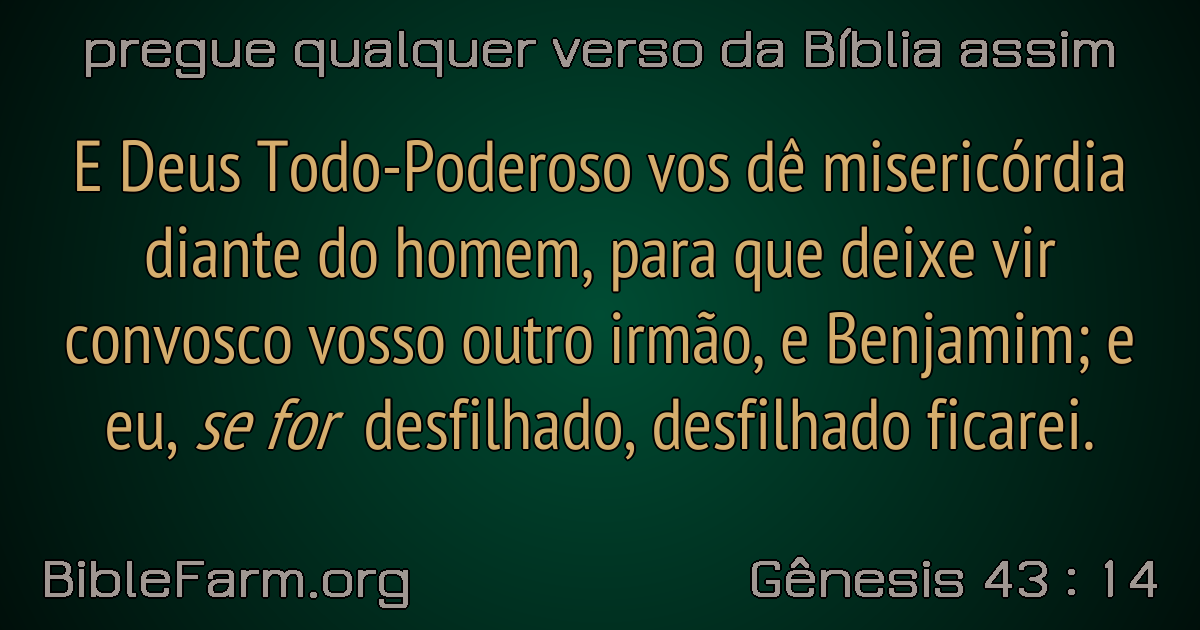 pregue qualquer verso da Bíblia assim
E Deus Todo-Poderoso vos dê misericórdia
diante do homem, para que deixe vir
convosco vosso outro irmão, e Benjamim; e
eu, se for desfilhado, desfilhado ficarei.
BibleFarm.org
Gênesis 43 : 14